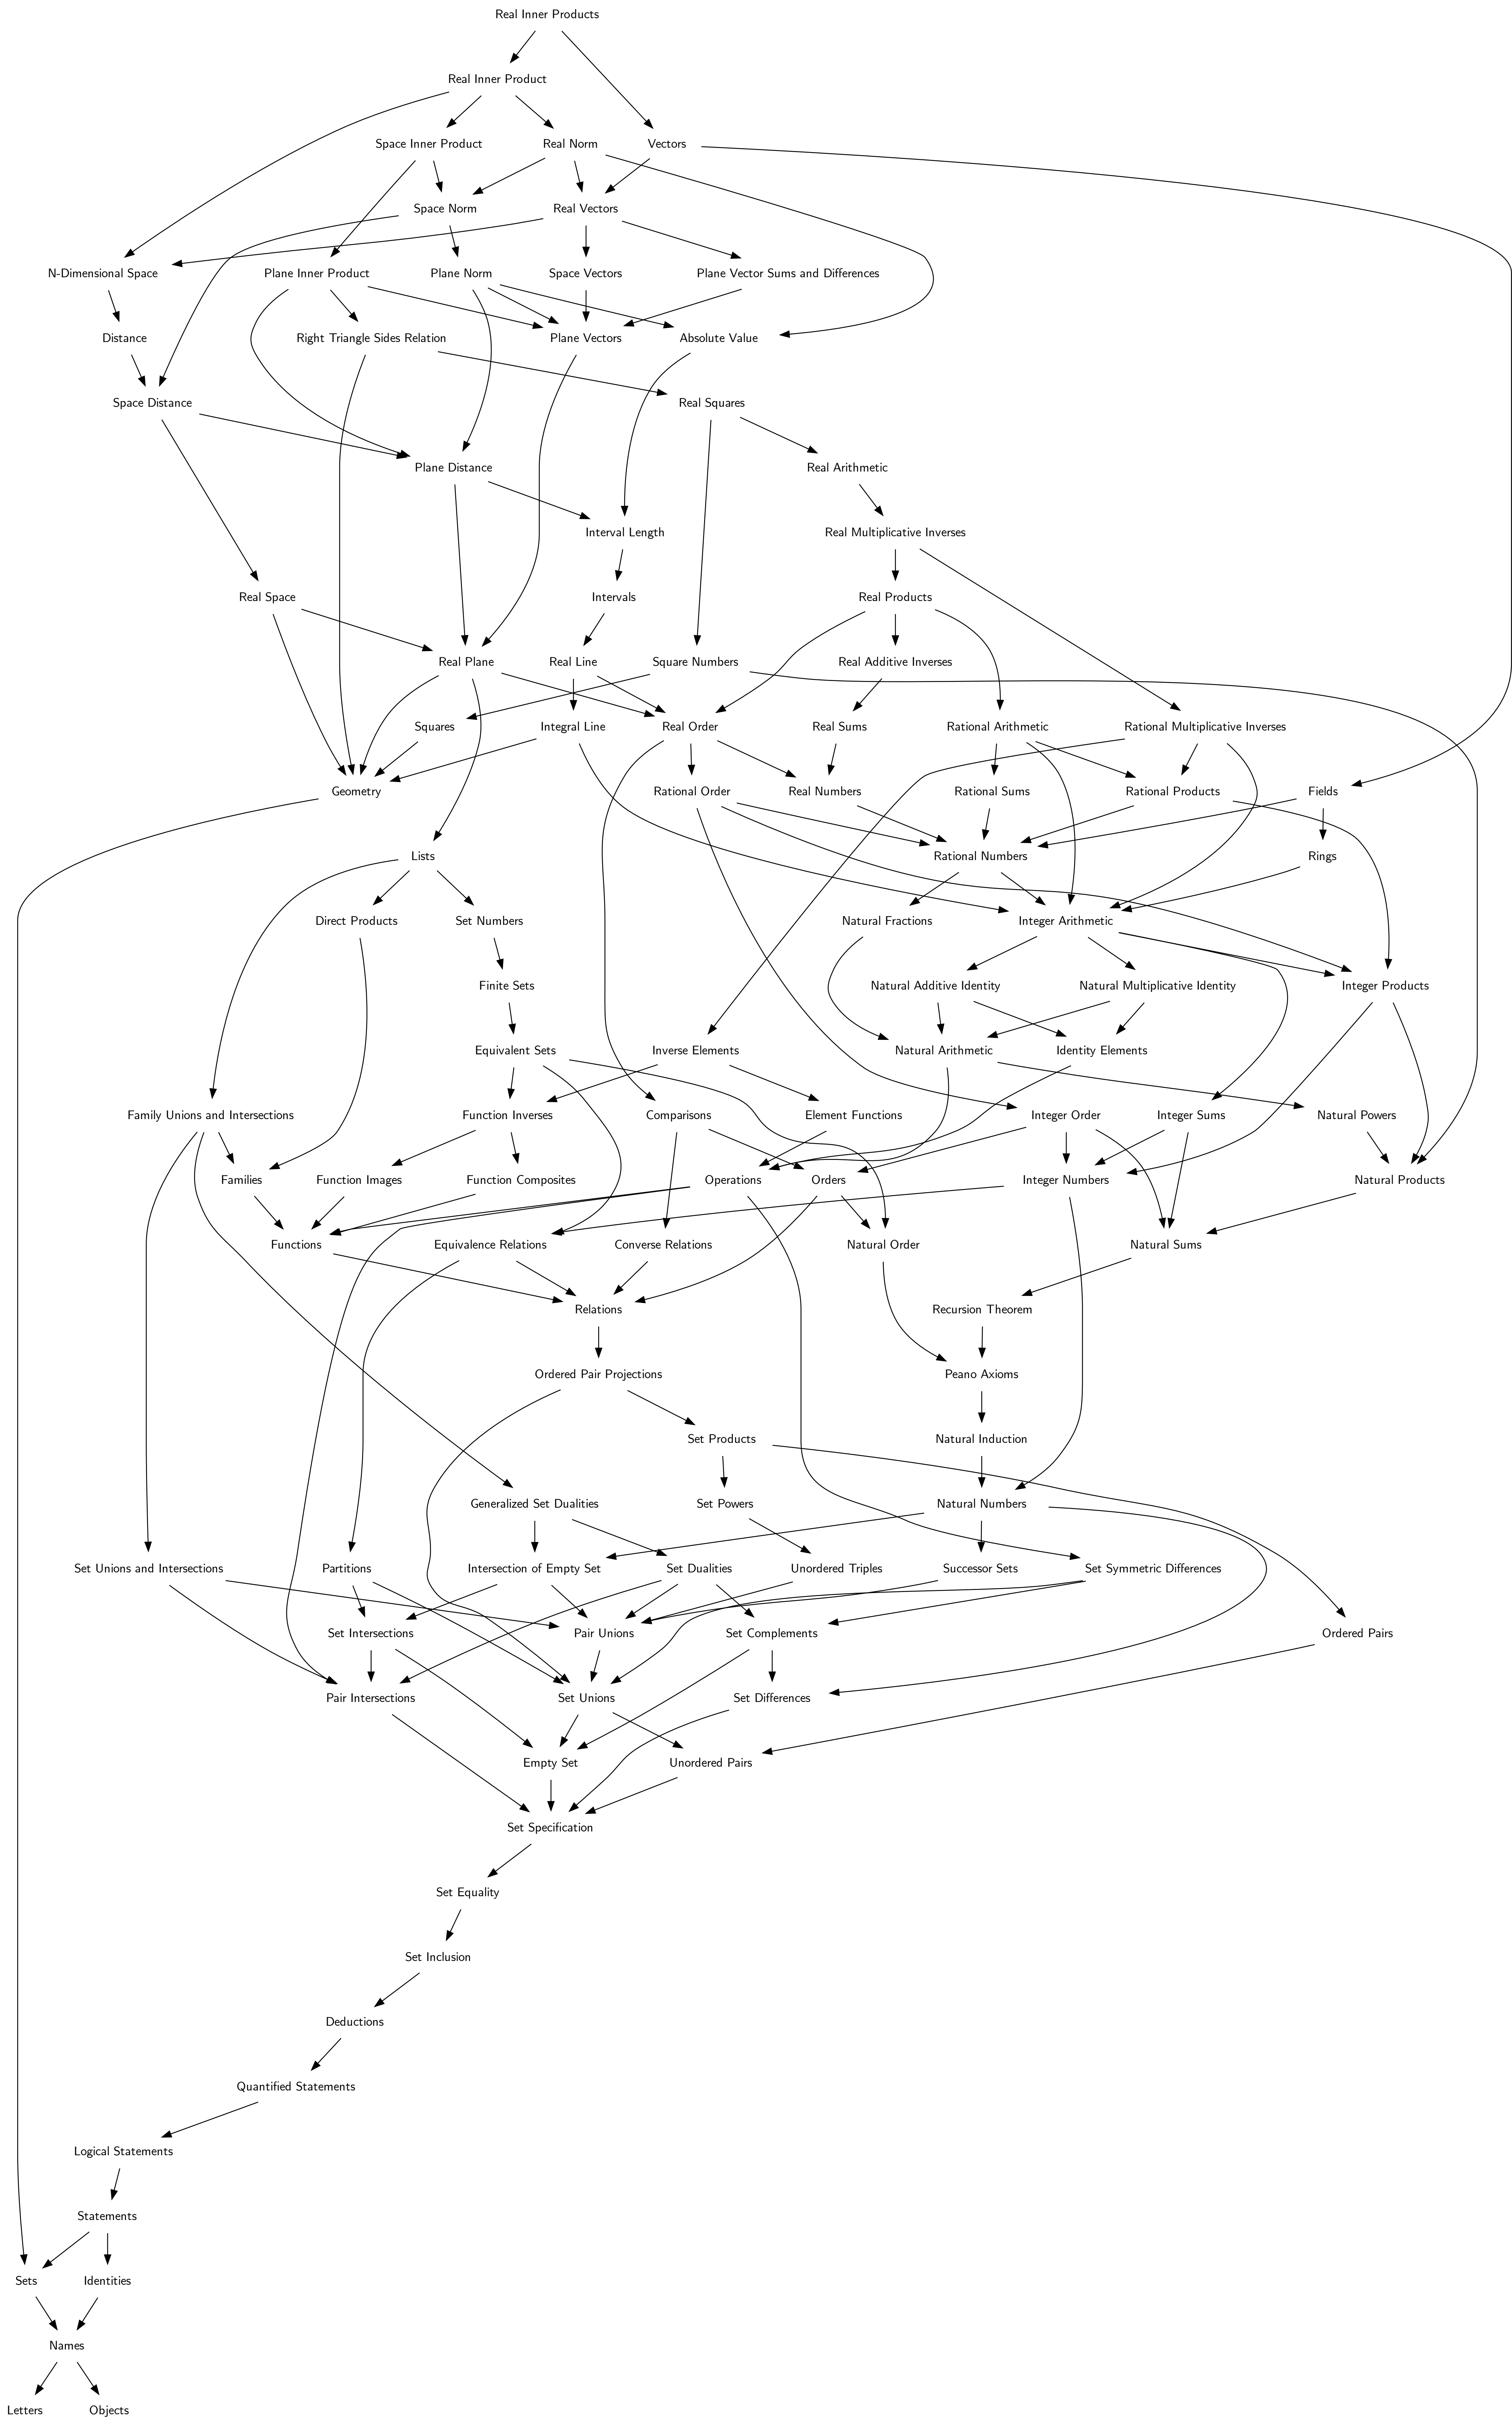 Real Inner Products
Real Inner Product
Space Inner Product
Real Norm
Vectors
Space Norm
Real Vectors
N-Dimensional Space
Plane Inner Product
Plane Norm
Space Vectors
Plane Vector Sums and Differences
Distance
Right Triangle Sides Relation
Plane Vectors
Absolute Value
Space Distance
Real Squares
Plane Distance
Real Arithmetic
Interval Length
Real Multiplicative Inverses
Real Space
Intervals
Real Products
Real Plane
Real Line
Square Numbers
Real Additive Inverses
Squares
Integral Line
Real Order
Real Sums
Rational Arithmetic
Rational Multiplicative Inverses
Geometry
Rational Order
Real Numbers
Rational Sums
Rational Products
Fields
Lists
Rational Numbers
Rings
Direct Products
Set Numbers
Natural Fractions
Integer Arithmetic
Finite Sets
Natural Additive Identity
Natural Multiplicative Identity
Integer Products
Equivalent Sets
Inverse Elements
Natural Arithmetic
Identity Elements
Family Unions and Intersections
Function Inverses
Comparisons
Element Functions
Integer Order
Integer Sums
Natural Powers
Families
Function Images
Function Composites
Operations
Orders
Integer Numbers
Natural Products
Functions
Equivalence Relations
Converse Relations
Natural Order
Natural Sums
Relations
Recursion Theorem
Ordered Pair Projections
Peano Axioms
Set Products
Natural Induction
Generalized Set Dualities
Set Powers
Natural Numbers
Set Unions and Intersections
Partitions
Intersection of Empty Set
Set Dualities
Unordered Triples
Successor Sets
Set Symmetric Differences
Set Intersections
Pair Unions
Set Complements
Ordered Pairs
Pair Intersections
Set Unions
Set Differences
Empty Set
Unordered Pairs
Set Specification
Set Equality
Set Inclusion
Deductions
Quantified Statements
Logical Statements
Statements
Sets
Identities
Names
Letters
Objects